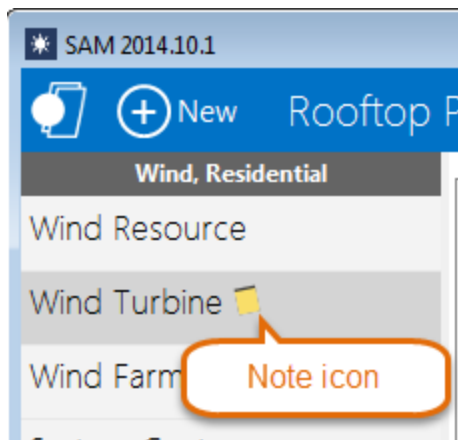 SAM 2014.10.1
New
Rooftop P
Wind, Residential
Wind Resource
Wind Turbine
Wind Farm
Note icon